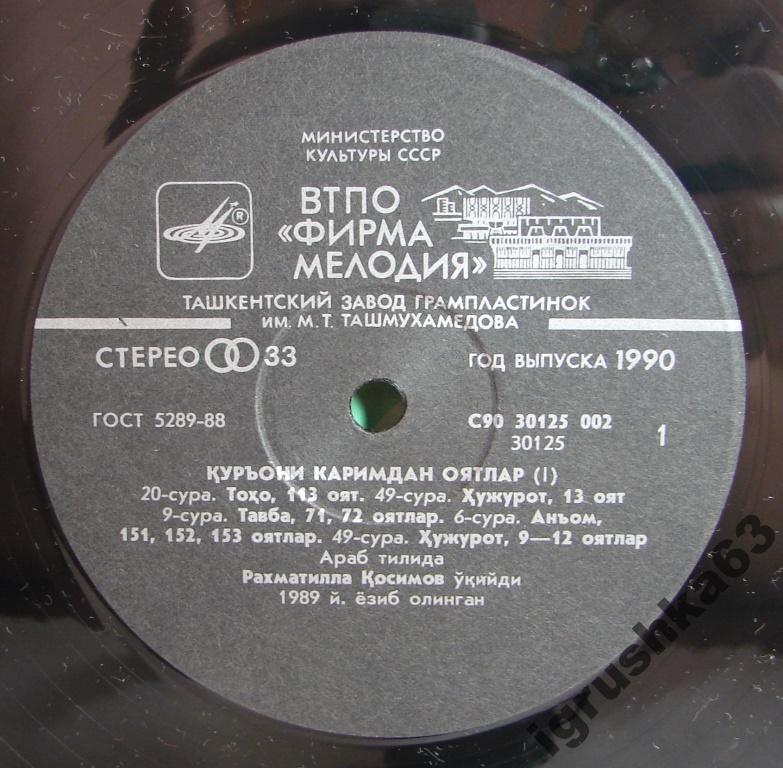 МИНИСТЕРСТВО
КУЛЬТУРЫ СССР
ВТПО
«ФИРМА
МЕЛОДИЯ»
®
ТАШКЕНТСКИЙ ЗАВОД ГРАМПЛАСТИНОК
ИМ. М.Т. ТАШМУХАМЕДОВА
СТЕРЕО 33
ГОД ВЫПУСКА 1990
ГОСТ 5289-88
С90 30125 002
30125
1
ҚУРЪОНИ КАРИМДАН ОЯТЛАР (I)
20-сура. Тоҳо, 113 оят. 49-сура. Ҳужурот, 13 оят
9-сура. Тавба, 71, 72 оятлар. 6-сура. Анъом,
151, 152, 153 оятлар. 49-сура. Ҳужурот, 9—12 оятлар
Араб тилида
Рахматилла Қосимов ўқийди
1989 й. ёзиб олинган
igrushka63